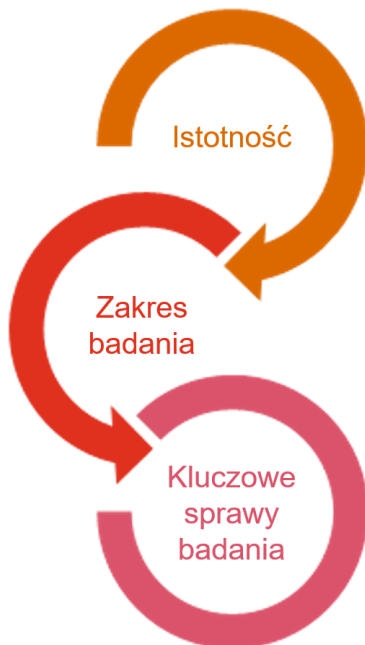 Istotność
Zakres
badania
Kluczowe
sprawy
badania